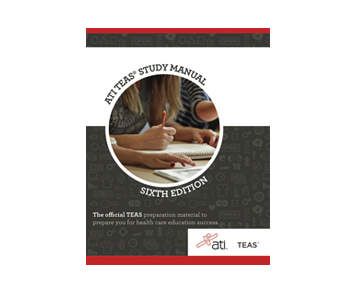 ATI TEAS® STUDY MANUAL
SIXTH EDITION
The official TEAS preparation material to
prepare you for health care education success.
ati. TEAS™